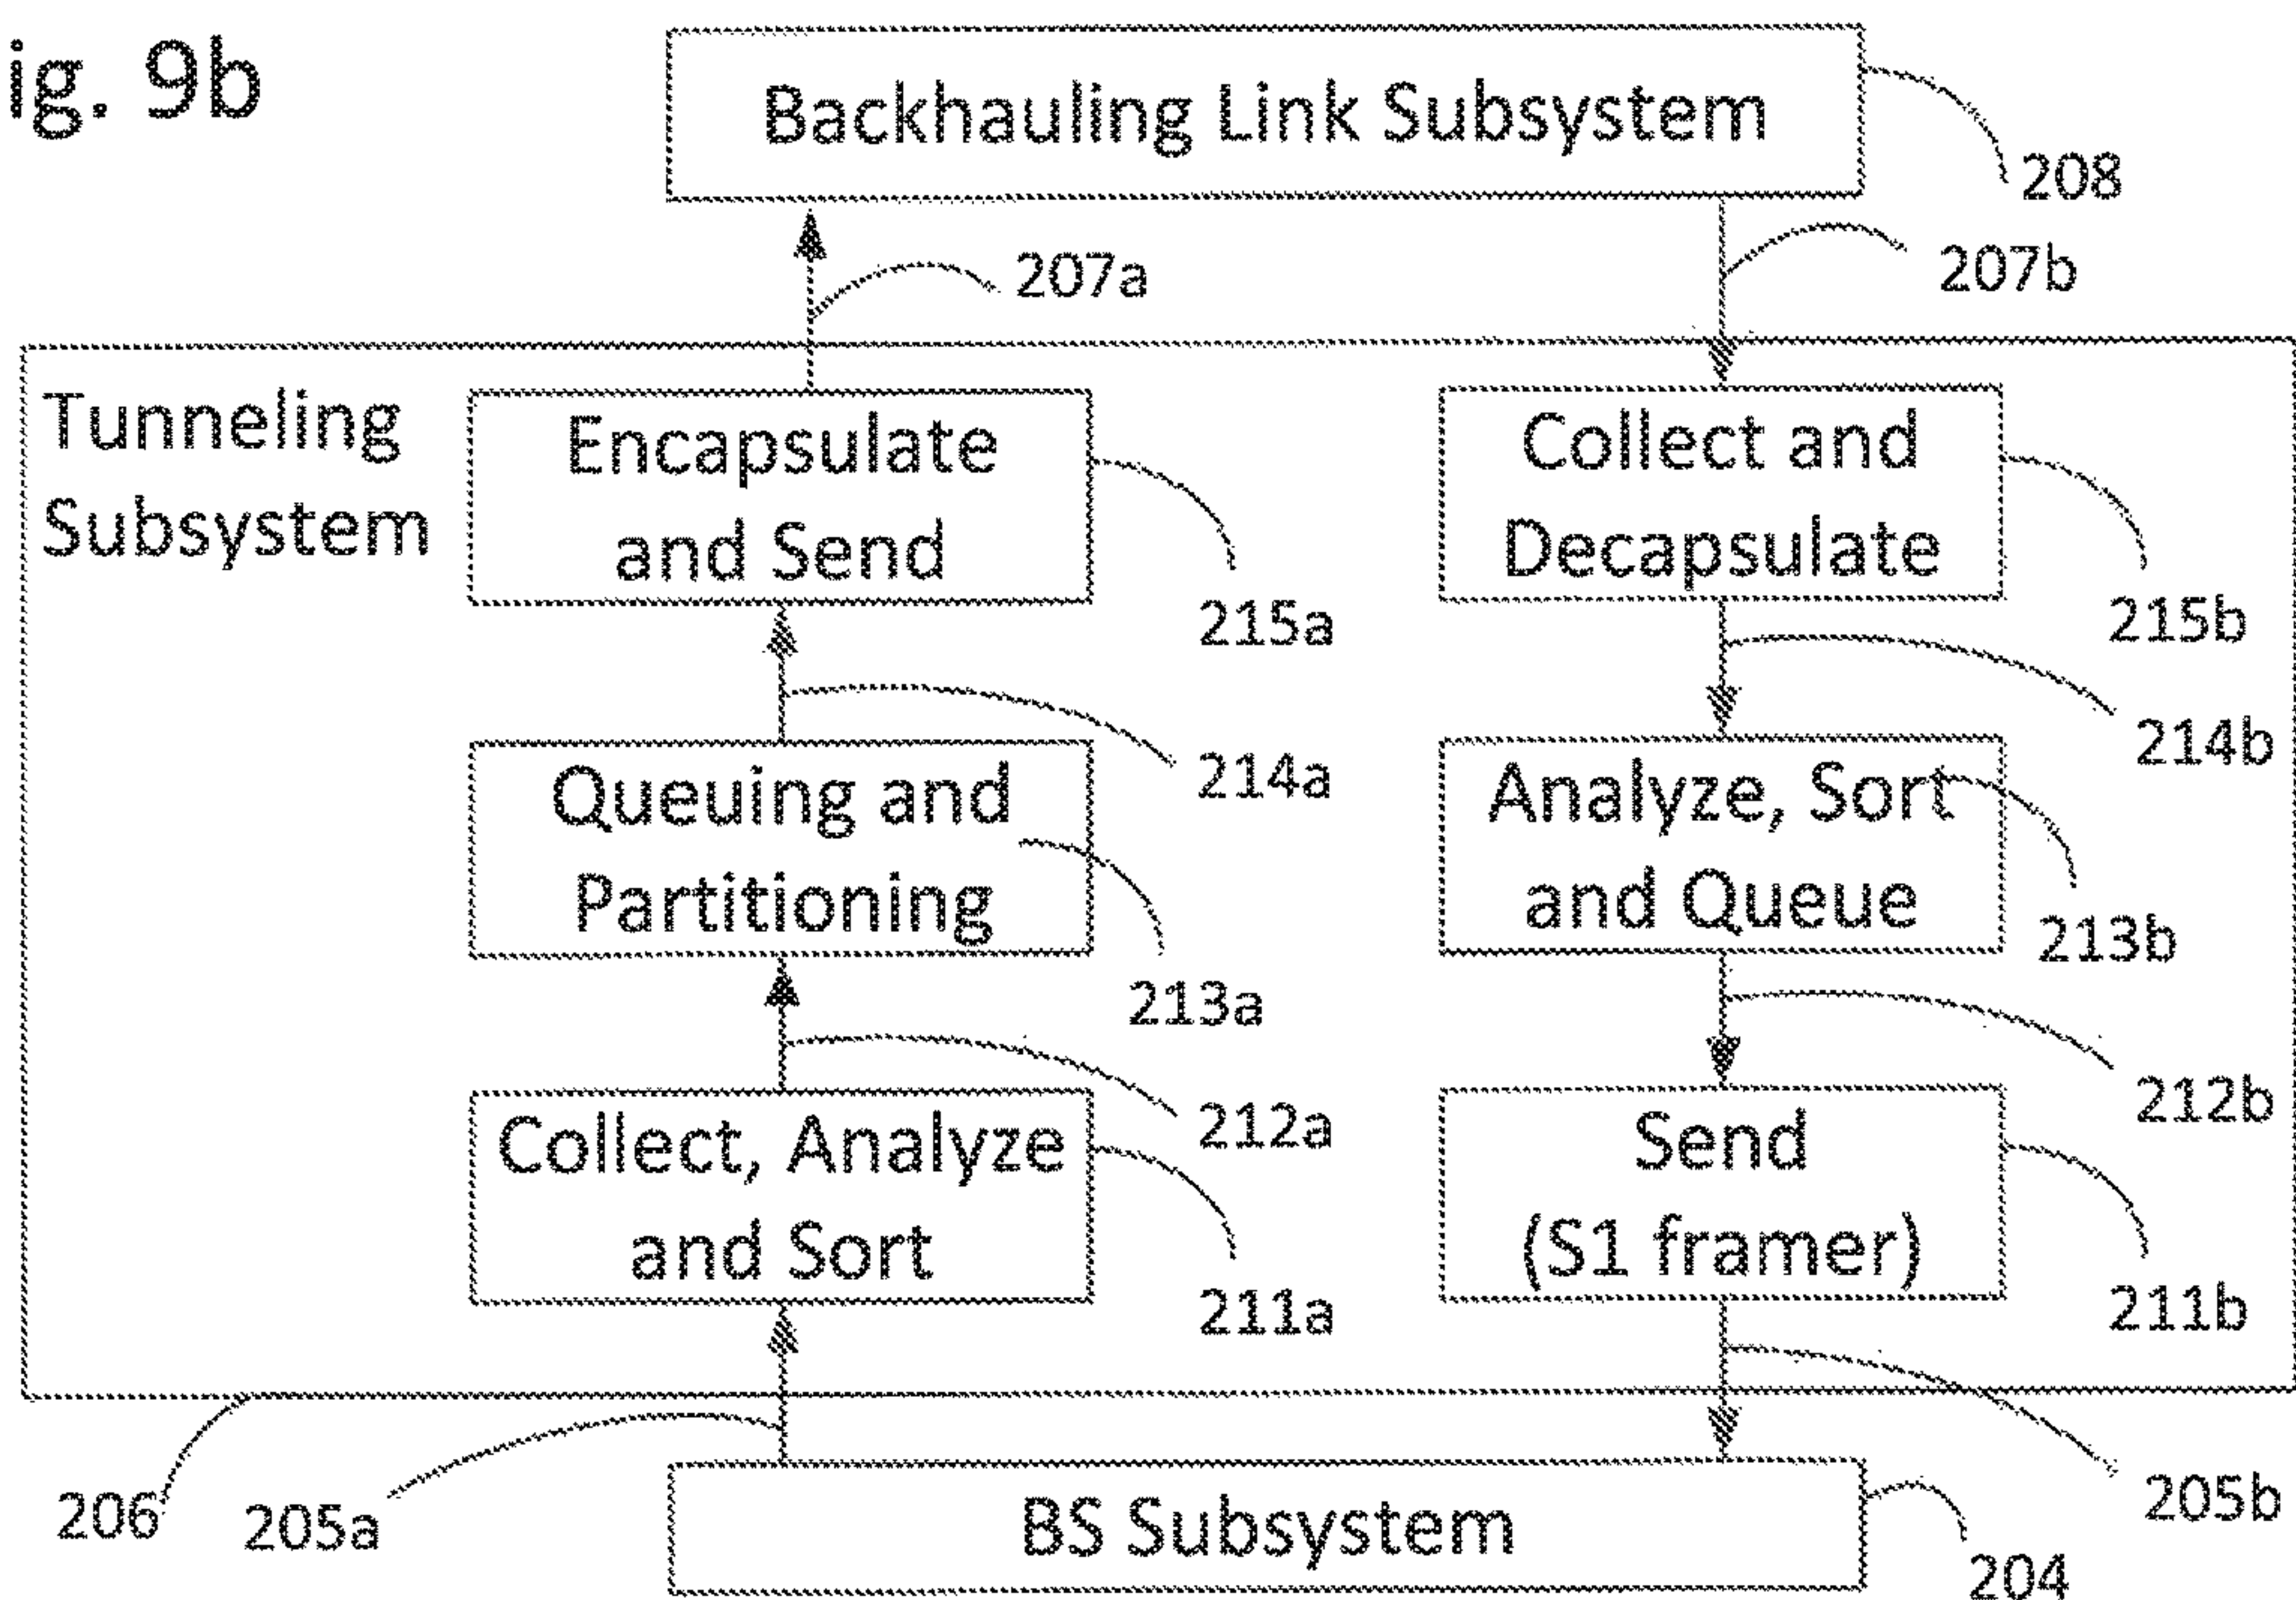 ig. 9b
Backhauling Link Subsystem
208
207a
207b
Tunneling
Subsystem
Encapsulate
and Send
215a
Collect and
Decapsulate
215b
214a
214b
Queuing and
Partitioning
213a
Analyze, Sort
and Queue
213b
212a
212b
Collect, Analyze
and Sort
211a
Send
(S1 framer)
211b
206
205a
205b
BS Subsystem
204